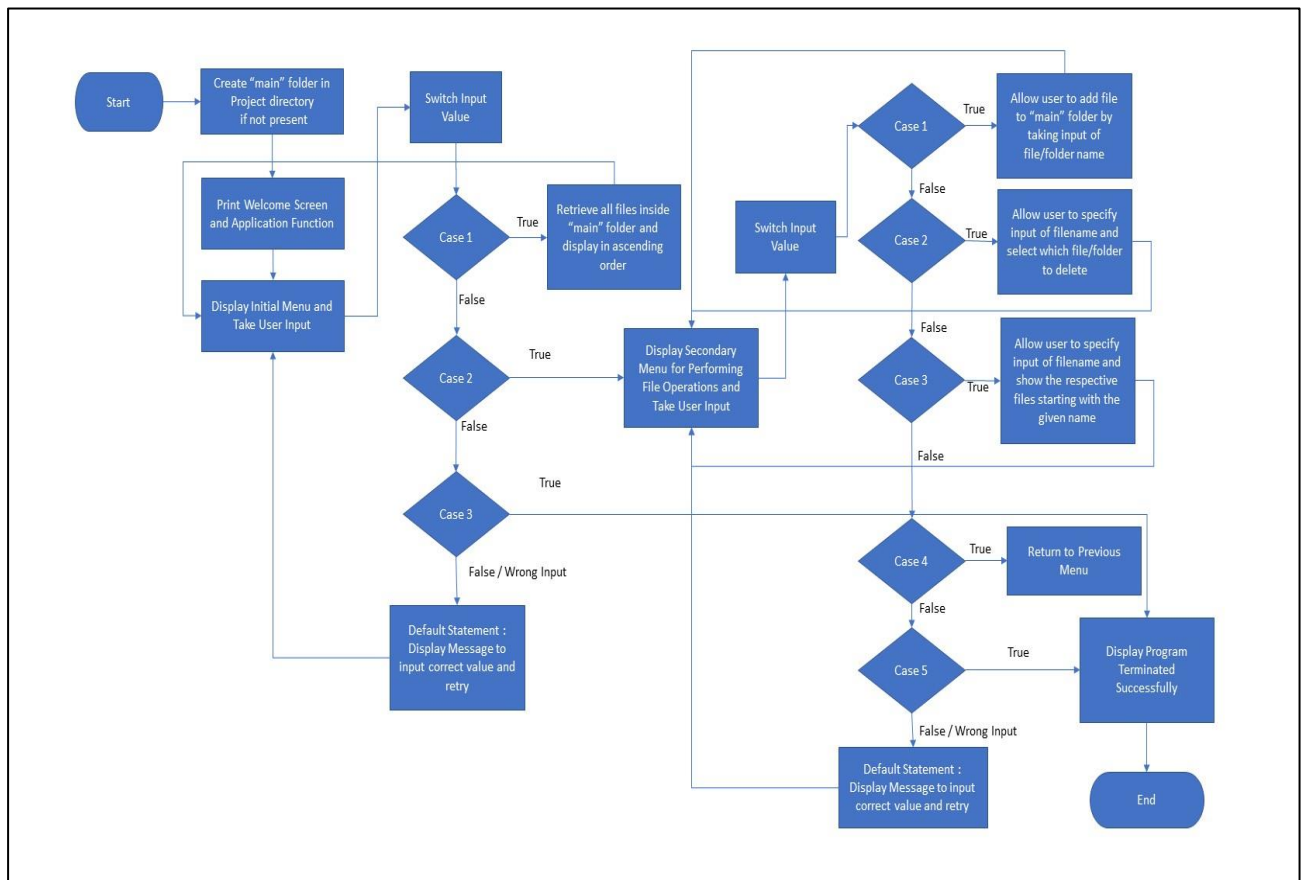 Start
Create “main” folder in
Project directory
if not present
Print Welcome Screen
and Application Function
Display Initial Menu and
Take User Input
Switch Input
Value
Case 1
True
Retrieve all files inside
“main” folder and
display in ascending
order
False
Case 2
True
False
Case 3
True
False / Wrong Input
Default Statement :
Display Message to
input correct value and
retry
Display Secondary
Menu for Performing
File Operations and
Take User Input
Switch Input
Value
Case 1
True
Allow user to add file
to “main” folder by
taking input of
file/folder name
False
Case 2
True
Allow user to specify
input of filename and
select which file/folder
to delete
False
Case 3
True
Allow user to specify
input of filename and
show the respective
files starting with the
given name
False
Case 4
True
Return to Previous
Menu
False
Case 5
True
Display Program
Terminated
Successfully
False / Wrong Input
Default Statement :
Display Message to input
correct value and retry
End